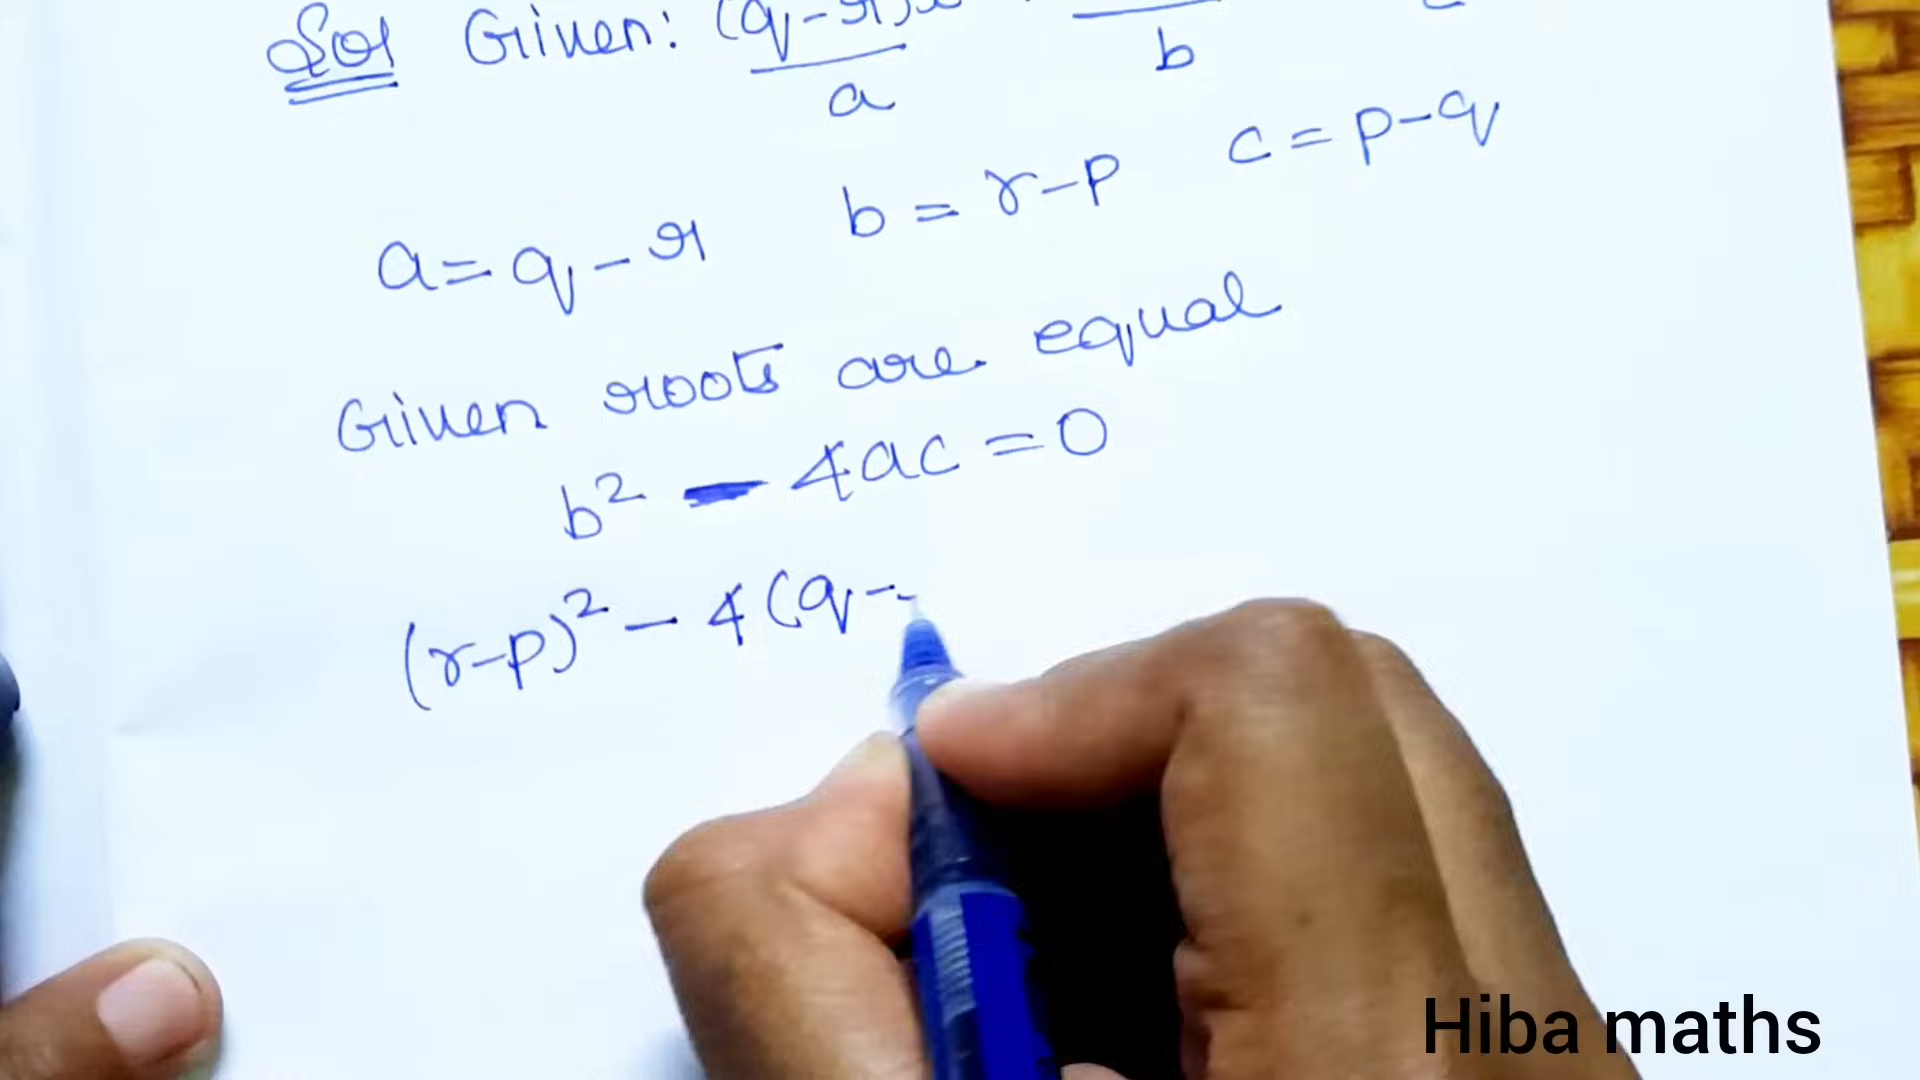 Sol Given: (q-r)x
a b
a = q - r b = r - p c = p - q
Given roots are equal
b² - 4ac = 0
(r-p)² - 4(q -
Hiba maths